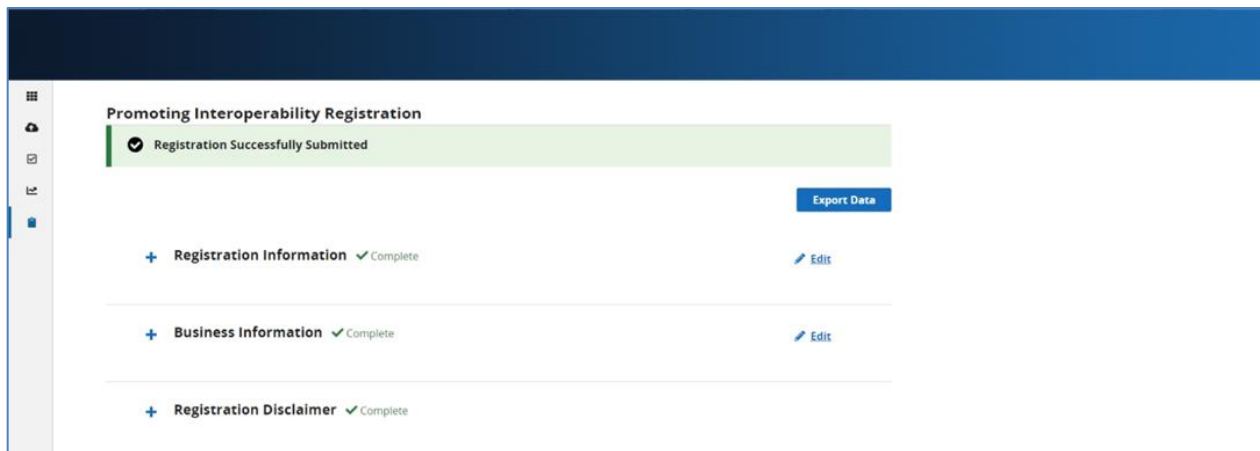 Promoting Interoperability Registration
Registration Successfully Submitted
Export Data
Registration Information Complete Edit
Business Information Complete Edit
Registration Disclaimer Complete